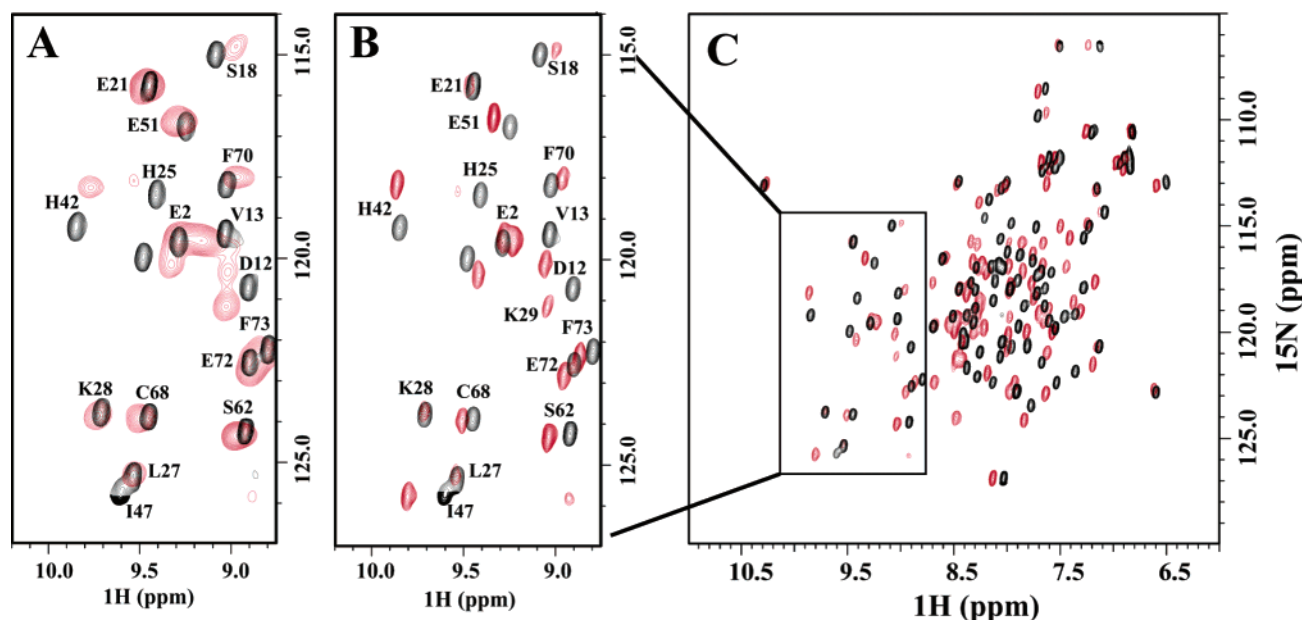 A
115.0
S18
E21
E51
F70
H25
H42
E2
V13
120.0
D12
F73
E72
K28
C68
S62
L27
I47
125.0
10.0
9.5
9.0
1H (ppm)
B
115.0
S18
E21
E51
F70
H25
H42
E2
V13
120.0
D12
K29
F73
E72
K28
C68
S62
L27
I47
125.0
10.0
9.5
9.0
1H (ppm)
C
110.0
115.0
120.0
125.0
15N (ppm)
10.5
9.5
8.5
7.5
6.5
1H (ppm)